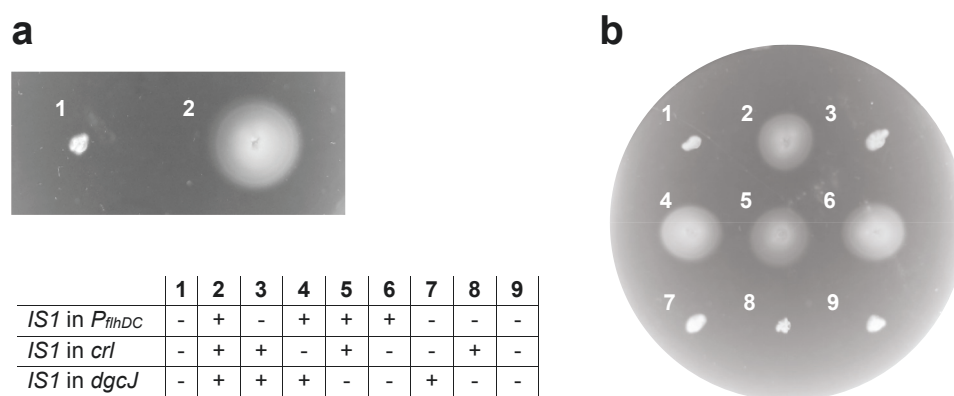 a
1 2
1 2 3 4 5 6 7 8 9
IS1 in PflhDC - + - + + + - - -
IS1 in crl - + + - + - - + -
IS1 in dgcJ - + + + - - + - -
b
1 2 3
4 5 6
7 8 9